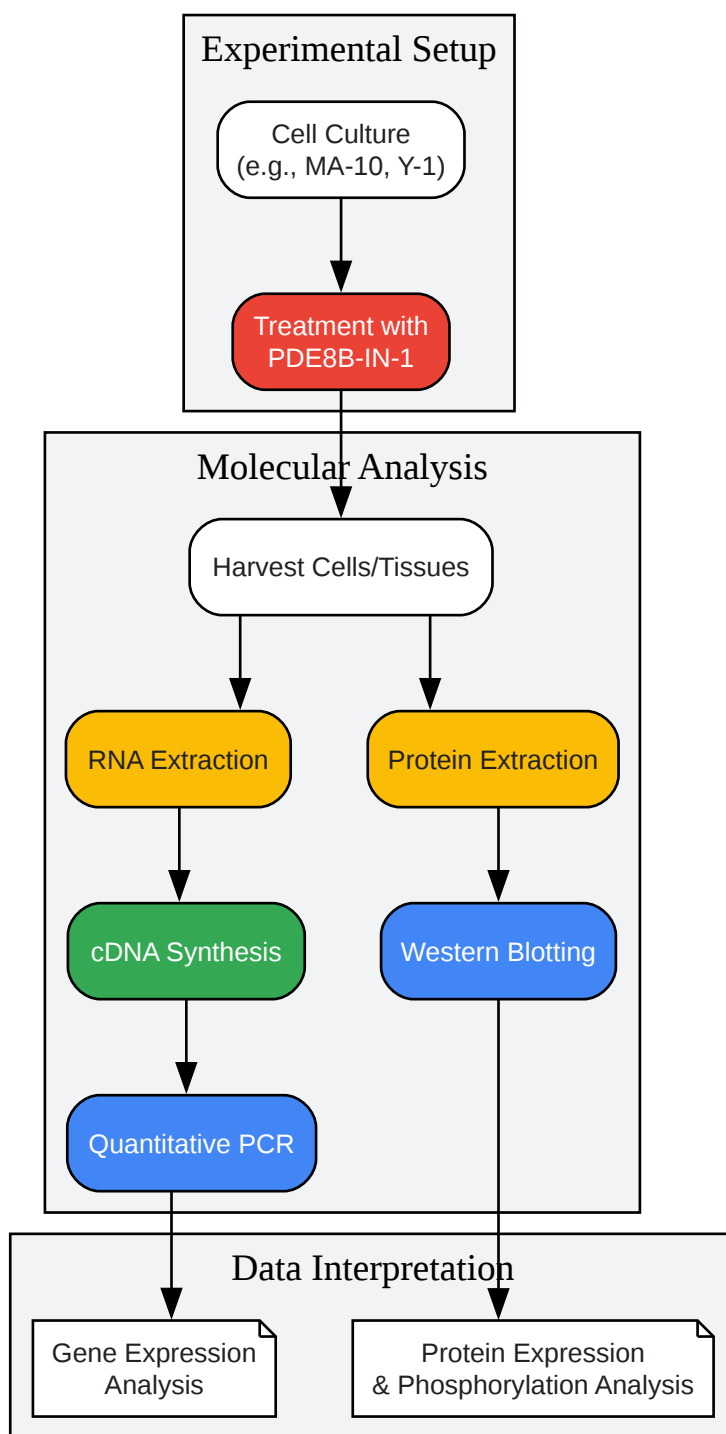 Experimental Setup
Cell Culture
(e.g., MA-10, Y-1)
Treatment with
PDE8B-IN-1
Molecular Analysis
Harvest Cells/Tissues
RNA Extraction
Protein Extraction
cDNA Synthesis
Western Blotting
Quantitative PCR
Data Interpretation
Gene Expression
Analysis
Protein Expression
& Phosphorylation Analysis